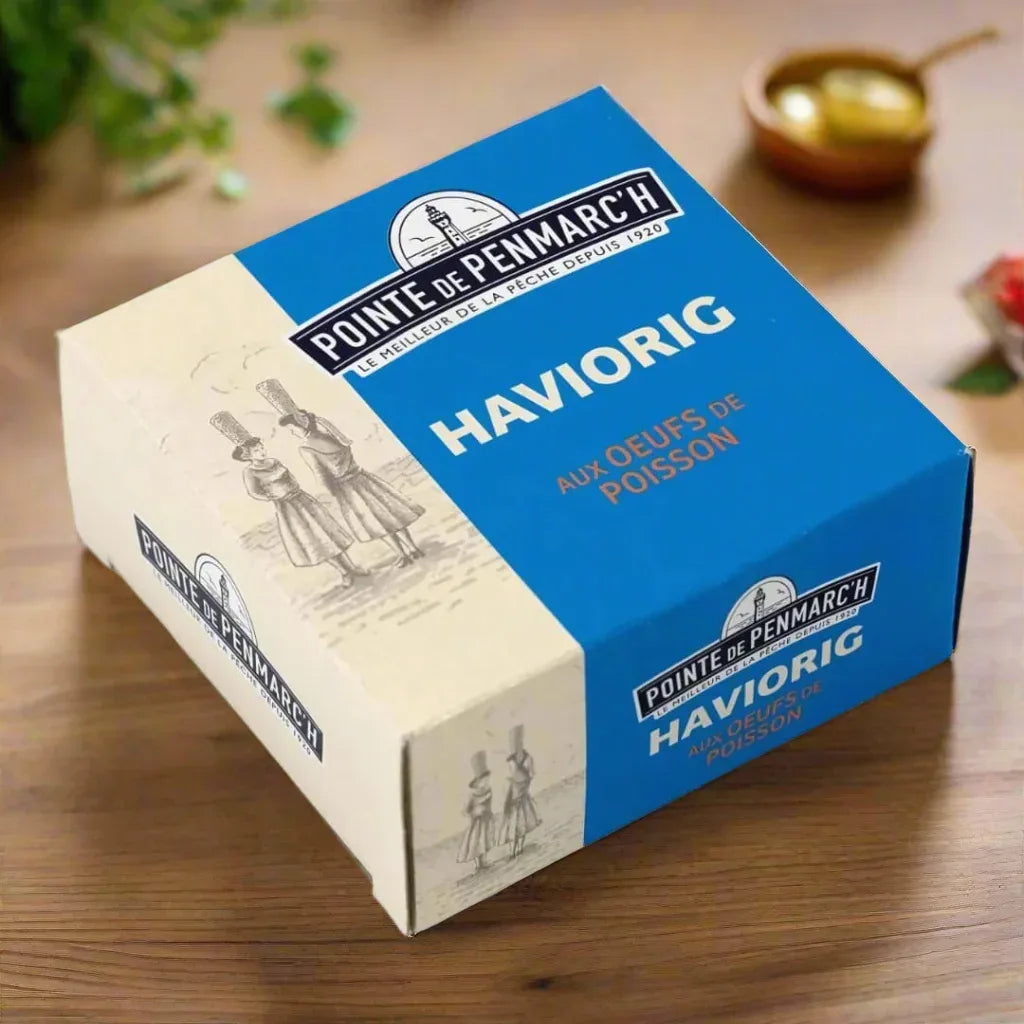 POINTE DE PENMARC'H
LE MEILLEUR DE LA PÊCHE DEPUIS 1920
HAVIORIG
AUX OEUFS DE
POISSON
POINTE DE PENMARC'H
LE MEILLEUR DE LA PÊCHE DEPUIS 1920
POINTE DE PENMARC'H
LE MEILLEUR DE LA PÊCHE DEPUIS 1920
HAVIORIG
AUX OEUFS DE
POISSON